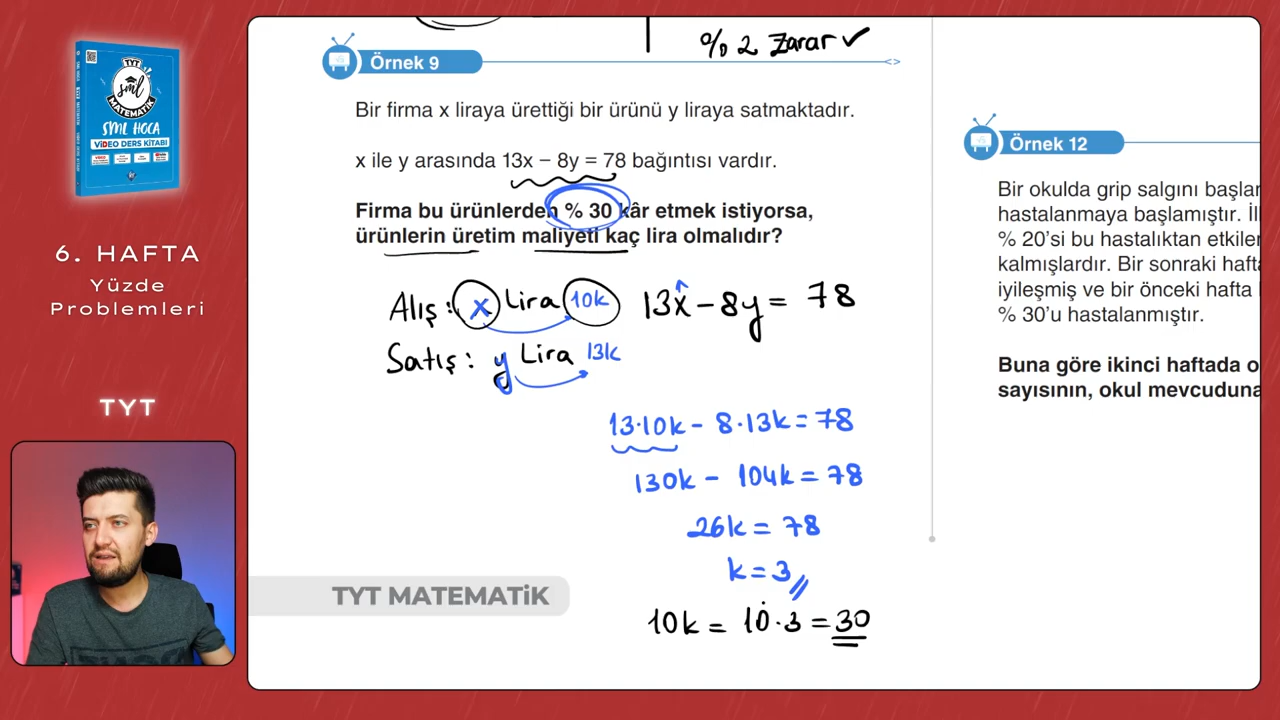 TYT
sml
MATEMATİK
SML HOCA
VİDEO DERS KİTABI
6. HAFTA
Yüzde
Problemleri
TYT
% 2 Zarar ✓
Örnek 9
Bir firma x liraya ürettiği bir ürünü y liraya satmaktadır.
x ile y arasında 13x – 8y = 78 bağıntısı vardır.
Firma bu ürünlerden % 30 kâr etmek istiyorsa,
ürünlerin üretim maliyeti kaç lira olmalıdır?
Alış : x Lira 10k
13x – 8y = 78
Satış : y Lira 13k
13·10k – 8·13k = 78
130k – 104k = 78
26k = 78
k = 3
10k = 10·3 = 30
TYT MATEMATİK
Örnek 12
Bir okulda grip salgını başlar
hastalanmaya başlamıştır. İl
% 20'si bu hastalıktan etkiler
kalmışlardır. Bir sonraki haft
iyileşmiş ve bir önceki hafta
% 30'u hastalanmıştır.
Buna göre ikinci haftada o
sayısının, okul mevcuduna